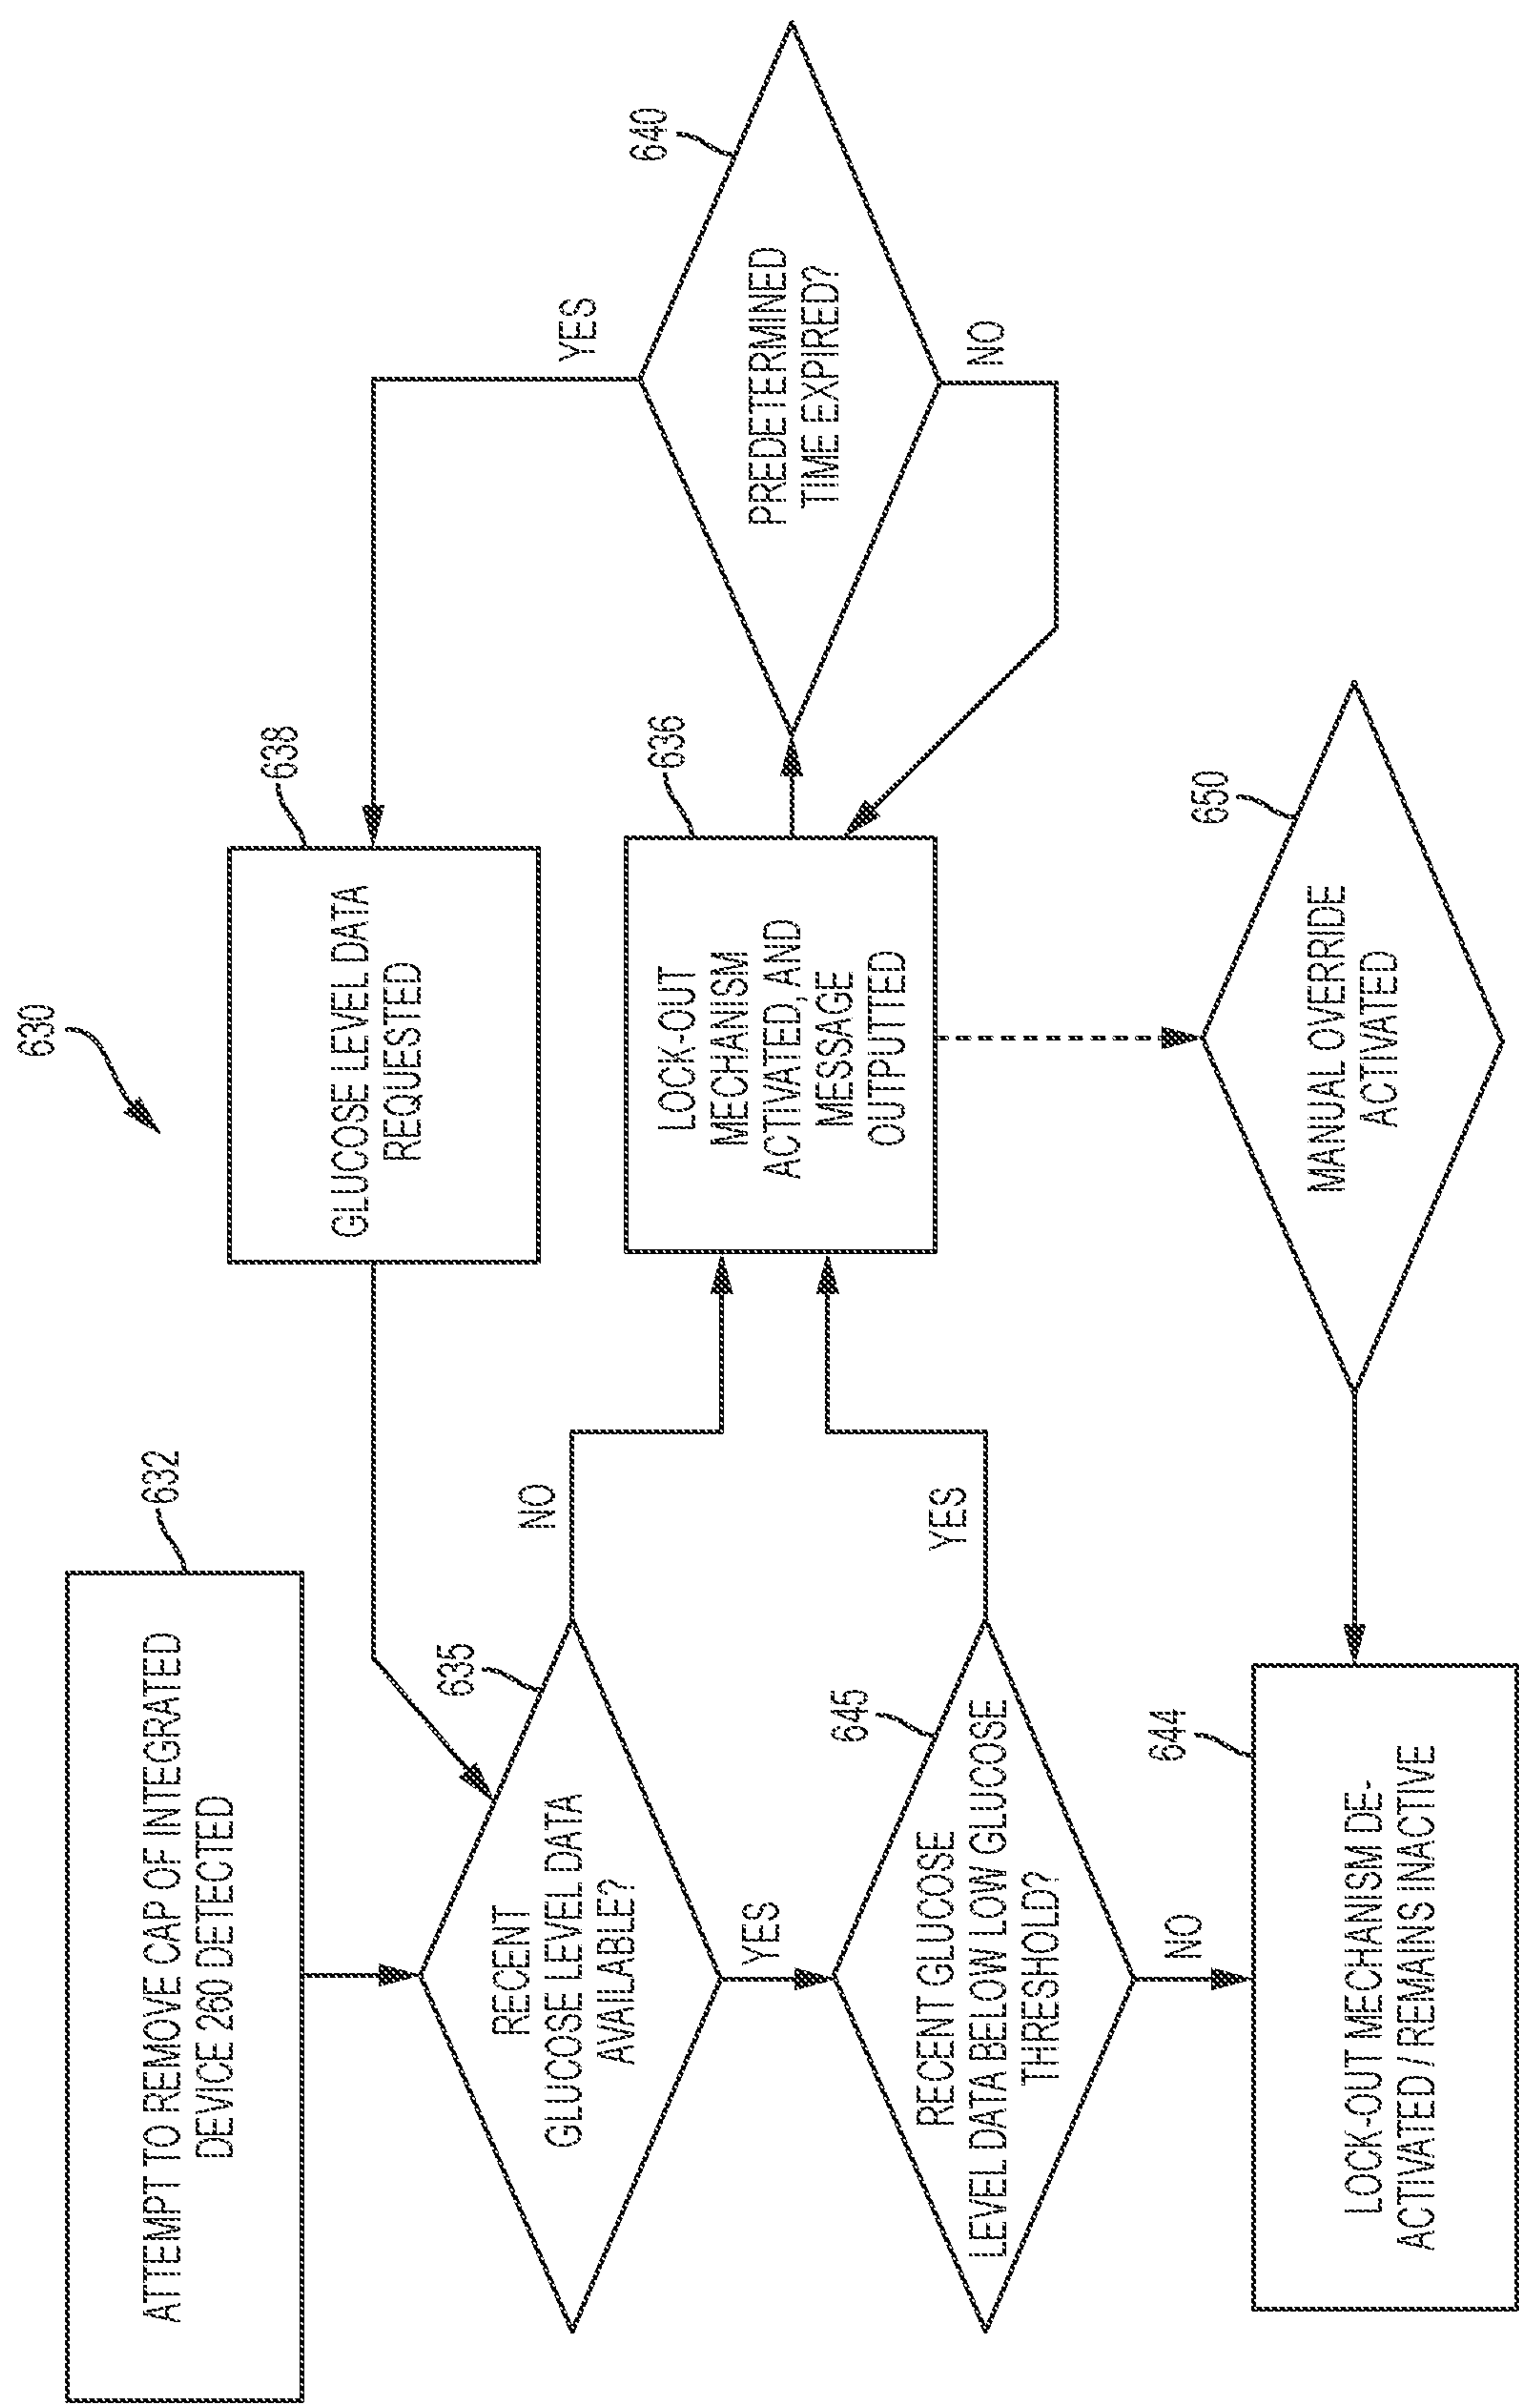 630
632
ATTEMPT TO REMOVE CAP OF INTEGRATED
DEVICE 260 DETECTED
638
GLUCOSE LEVEL DATA
REQUESTED
635
RECENT
GLUCOSE LEVEL DATA
AVAILABLE?
NO
YES
636
LOCK-OUT
MECHANISM
ACTIVATED, AND
MESSAGE
OUTPUTTED
640
PREDETERMINED
TIME EXPIRED?
YES
NO
645
RECENT GLUCOSE
LEVEL DATA BELOW LOW GLUCOSE
THRESHOLD?
YES
NO
644
LOCK-OUT MECHANISM DE-
ACTIVATED / REMAINS INACTIVE
650
MANUAL OVERRIDE
ACTIVATED